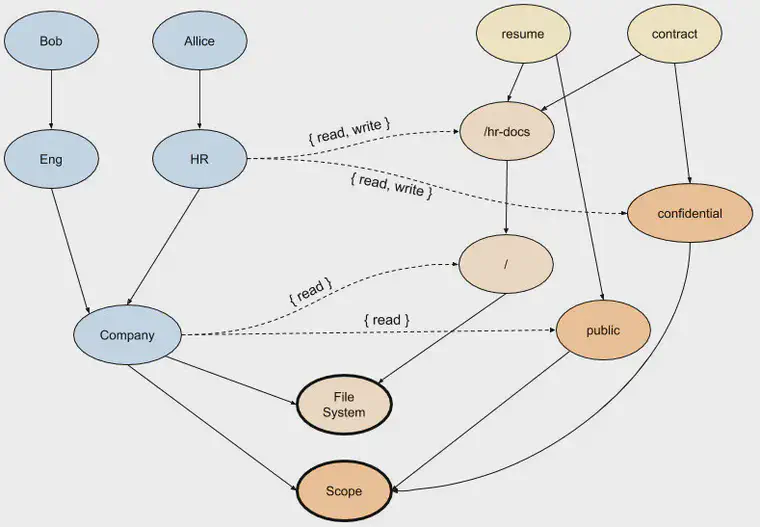 Bob
Allice
resume
contract
{ read, write }
/hr-docs
Eng
HR
{ read, write }
confidential
/
{ read }
{ read }
public
Company
File
System
Scope